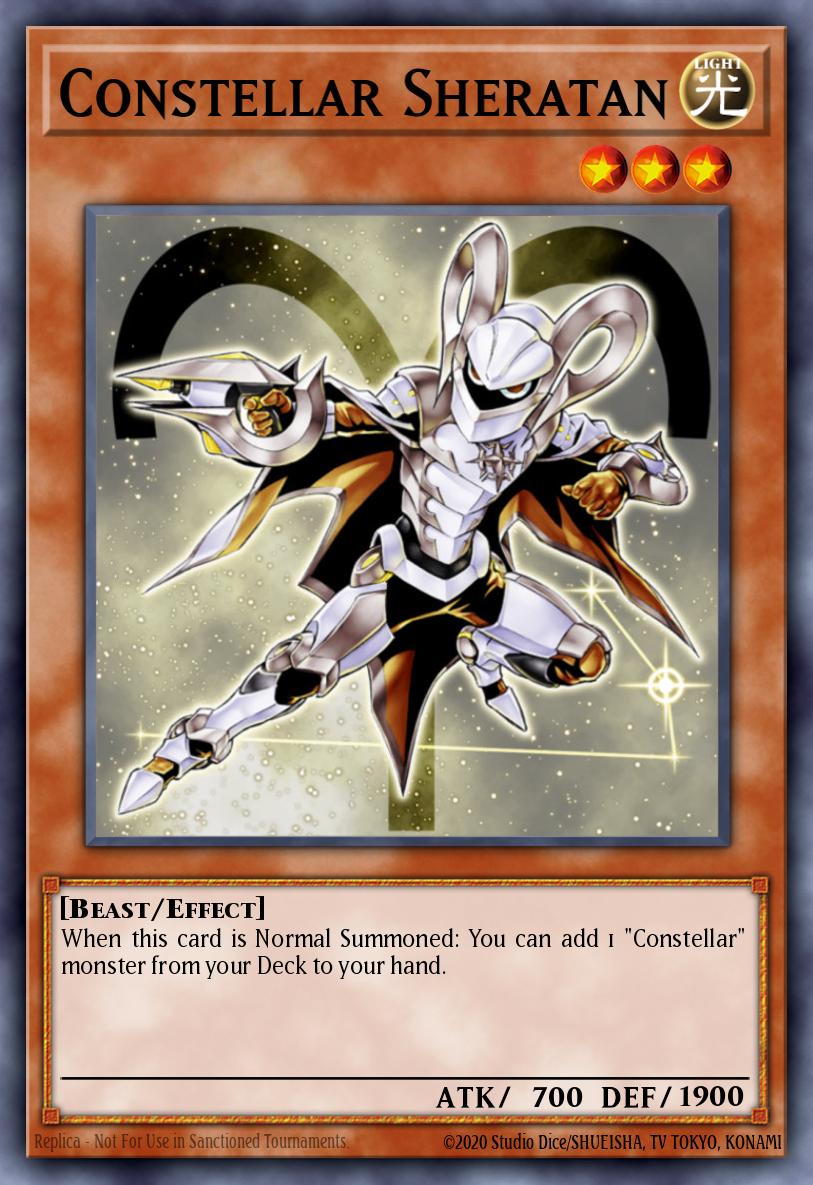 Constellar Sheratan
LIGHT
光
[Beast/Effect]
When this card is Normal Summoned: You can add 1 "Constellar"
monster from your Deck to your hand.
ATK/ 700 DEF/1900
Replica - Not For Use in Sanctioned Tournaments. ©2020 Studio Dice/SHUEISHA, TV TOKYO, KONAMI